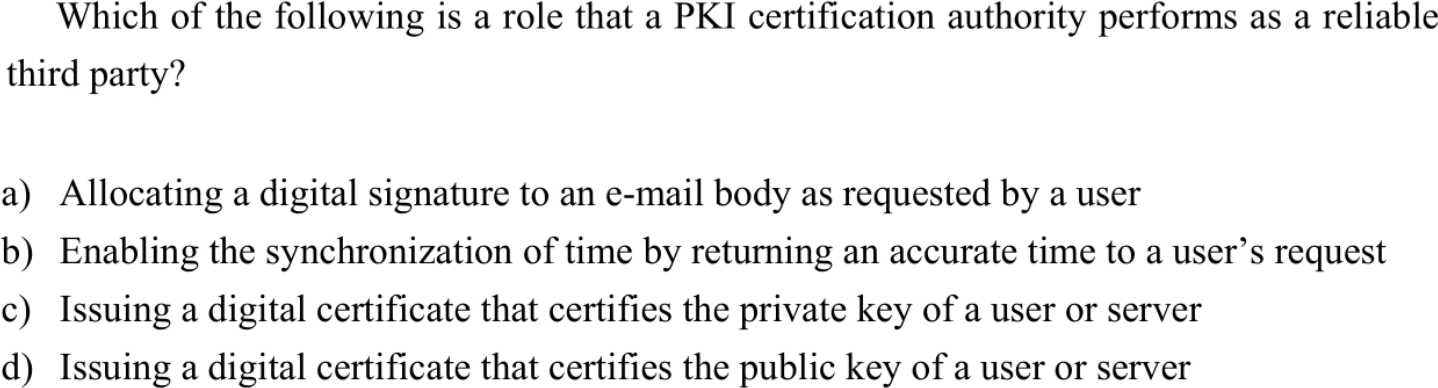 Which of the following is a role that a PKI certification authority performs as a reliable
third party?
a) Allocating a digital signature to an e-mail body as requested by a user
b) Enabling the synchronization of time by returning an accurate time to a user’s request
c) Issuing a digital certificate that certifies the private key of a user or server
d) Issuing a digital certificate that certifies the public key of a user or server